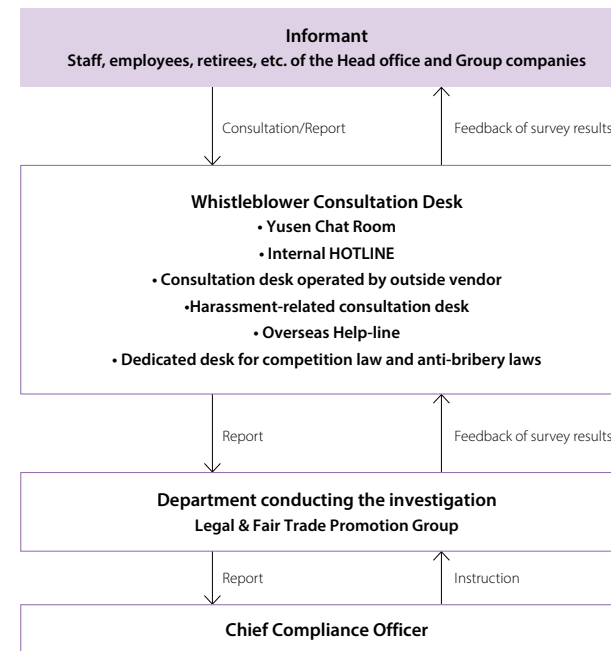 Informant
Staff, employees, retirees, etc. of the Head office and Group companies
Consultation/Report
Feedback of survey results
Whistleblower Consultation Desk
• Yusen Chat Room
• Internal HOTLINE
• Consultation desk operated by outside vendor
•Harassment-related consultation desk
• Overseas Help-line
• Dedicated desk for competition law and anti-bribery laws
Report
Feedback of survey results
Department conducting the investigation
Legal & Fair Trade Promotion Group
Report
Instruction
Chief Compliance Officer